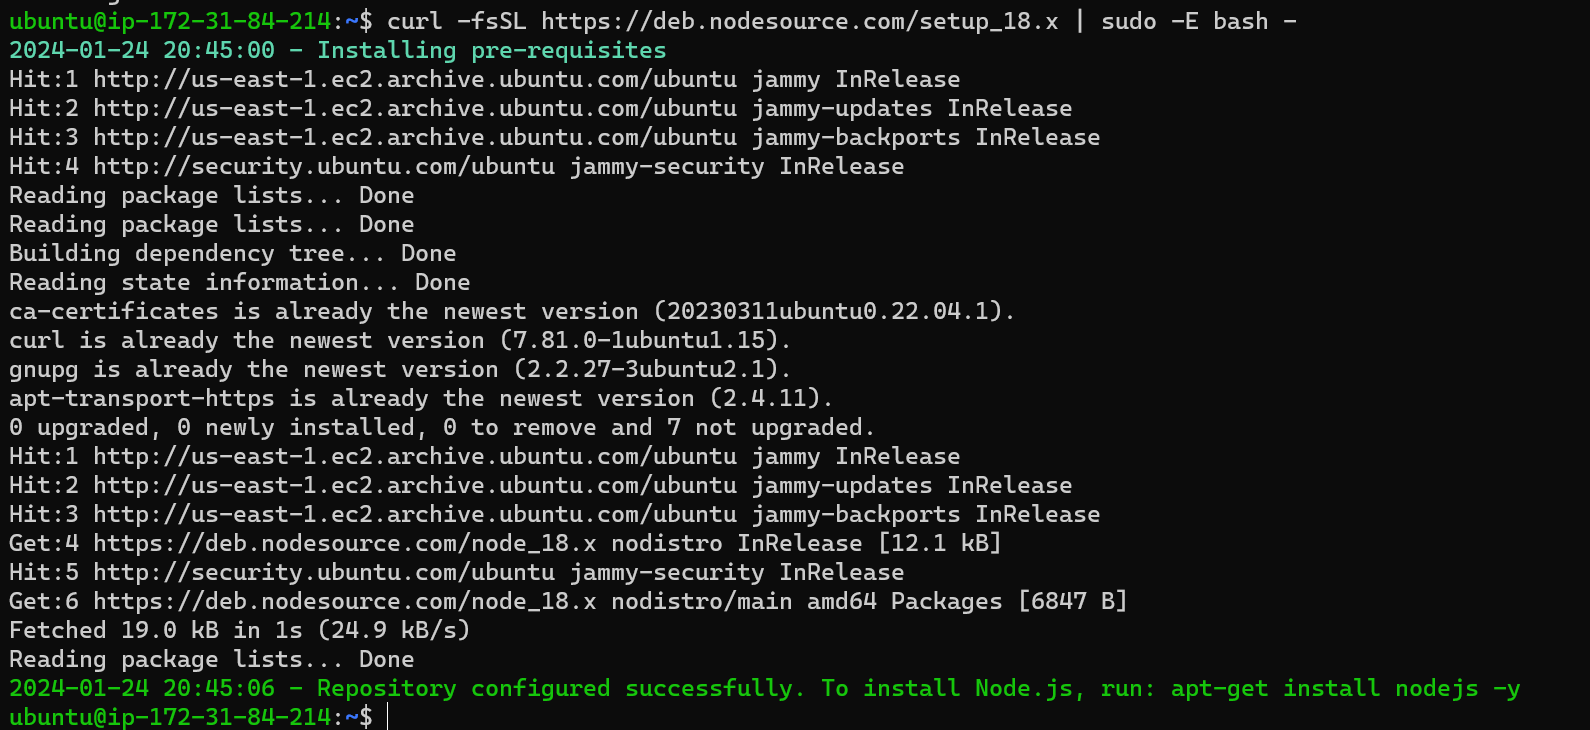 ubuntu@ip-172-31-84-214:~$ curl -fsSL https://deb.nodesource.com/setup_18.x | sudo -E bash -
2024-01-24 20:45:00 - Installing pre-requisites
Hit:1 http://us-east-1.ec2.archive.ubuntu.com/ubuntu jammy InRelease
Hit:2 http://us-east-1.ec2.archive.ubuntu.com/ubuntu jammy-updates InRelease
Hit:3 http://us-east-1.ec2.archive.ubuntu.com/ubuntu jammy-backports InRelease
Hit:4 http://security.ubuntu.com/ubuntu jammy-security InRelease
Reading package lists... Done
Reading package lists... Done
Building dependency tree... Done
Reading state information... Done
ca-certificates is already the newest version (20230311ubuntu0.22.04.1).
curl is already the newest version (7.81.0-1ubuntu1.15).
gnupg is already the newest version (2.2.27-3ubuntu2.1).
apt-transport-https is already the newest version (2.4.11).
0 upgraded, 0 newly installed, 0 to remove and 7 not upgraded.
Hit:1 http://us-east-1.ec2.archive.ubuntu.com/ubuntu jammy InRelease
Hit:2 http://us-east-1.ec2.archive.ubuntu.com/ubuntu jammy-updates InRelease
Hit:3 http://us-east-1.ec2.archive.ubuntu.com/ubuntu jammy-backports InRelease
Get:4 https://deb.nodesource.com/node_18.x nodistro InRelease [12.1 kB]
Hit:5 http://security.ubuntu.com/ubuntu jammy-security InRelease
Get:6 https://deb.nodesource.com/node_18.x nodistro/main amd64 Packages [6847 B]
Fetched 19.0 kB in 1s (24.9 kB/s)
Reading package lists... Done
2024-01-24 20:45:06 - Repository configured successfully. To install Node.js, run: apt-get install nodejs -y
ubuntu@ip-172-31-84-214:~$